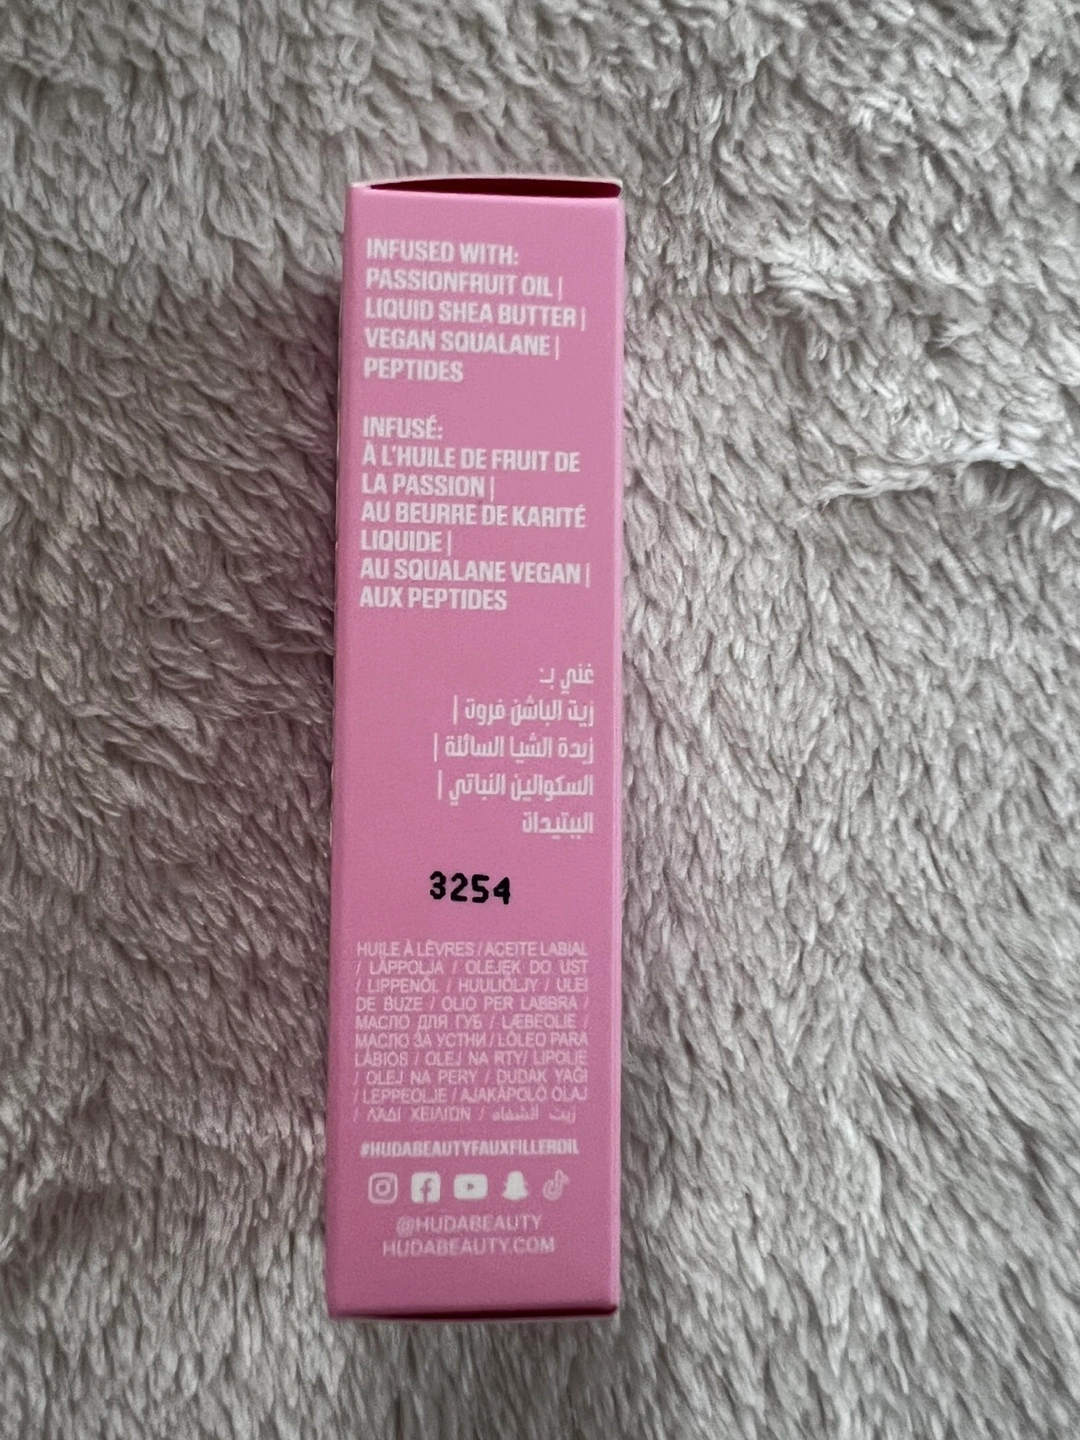 INFUSED WITH:
PASSIONFRUIT OIL |
LIQUID SHEA BUTTER |
VEGAN SQUALANE |
PEPTIDES
INFUSÉ:
À L'HUILE DE FRUIT DE
LA PASSION |
AU BEURRE DE KARITÉ
LIQUIDE |
AU SQUALANE VEGAN |
AUX PEPTIDES
غني بـ:
زيت الباشن فروت |
زبدة الشيا السائلة |
السكوالين النباتي |
الببتيدات
3254
HUILE À LÈVRES / ACEITE LABIAL
/ LÄPPOLJA / OLEJEK DO UST
/ LIPPENÖL / HUULIÖLJY / ULEI
DE BUZE / OLIO PER LABBRA /
МАСЛО ДЛЯ ГУБ / LÆBEOLIE /
МАСЛО ЗА УСТНИ / LÓLEO PARA
LÁBIOS / OLEJ NA RTY/ LIPOLIE
/ OLEJ NA PERY / DUDAK YAĞI
/ LEPPEOLJE / AJAKÁPOLÓ OLAJ
/ ΛΑΔΙ ΧΕΙΛΙΩΝ / زيت الشفاه
#HUDABEAUTYFAUXFILLEROIL
@HUDABEAUTY
HUDABEAUTY.COM